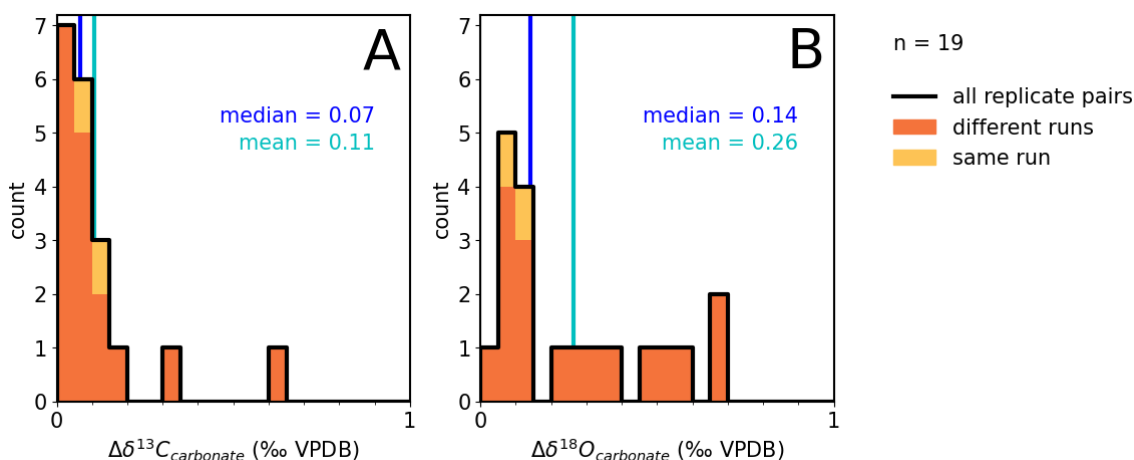 A
median = 0.07
mean = 0.11
count
7
6
5
4
3
2
1
0
0
1
Δδ¹³C_carbonate (‰ VPDB)
B
median = 0.14
mean = 0.26
count
7
6
5
4
3
2
1
0
0
1
Δδ¹⁸O_carbonate (‰ VPDB)
n = 19
all replicate pairs
different runs
same run